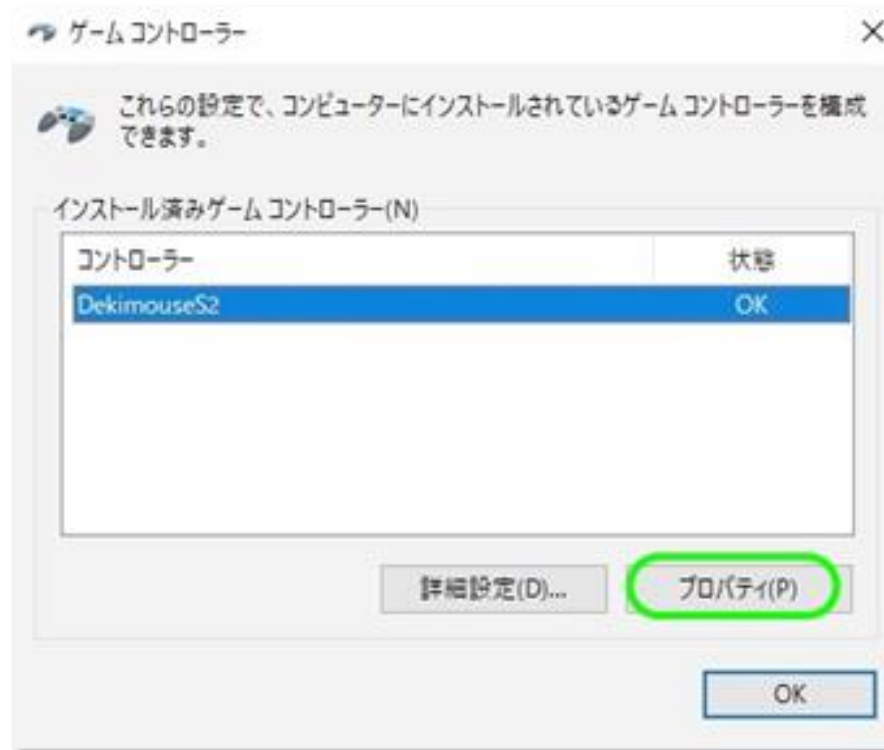 ゲーム コントローラー
これらの設定で、コンピューターにインストールされているゲーム コントローラーを構成
できます。
インストール済みゲーム コントローラー(N)
コントローラー 状態
DekimouseS2 OK
詳細設定(D)... プロパティ(P)
OK